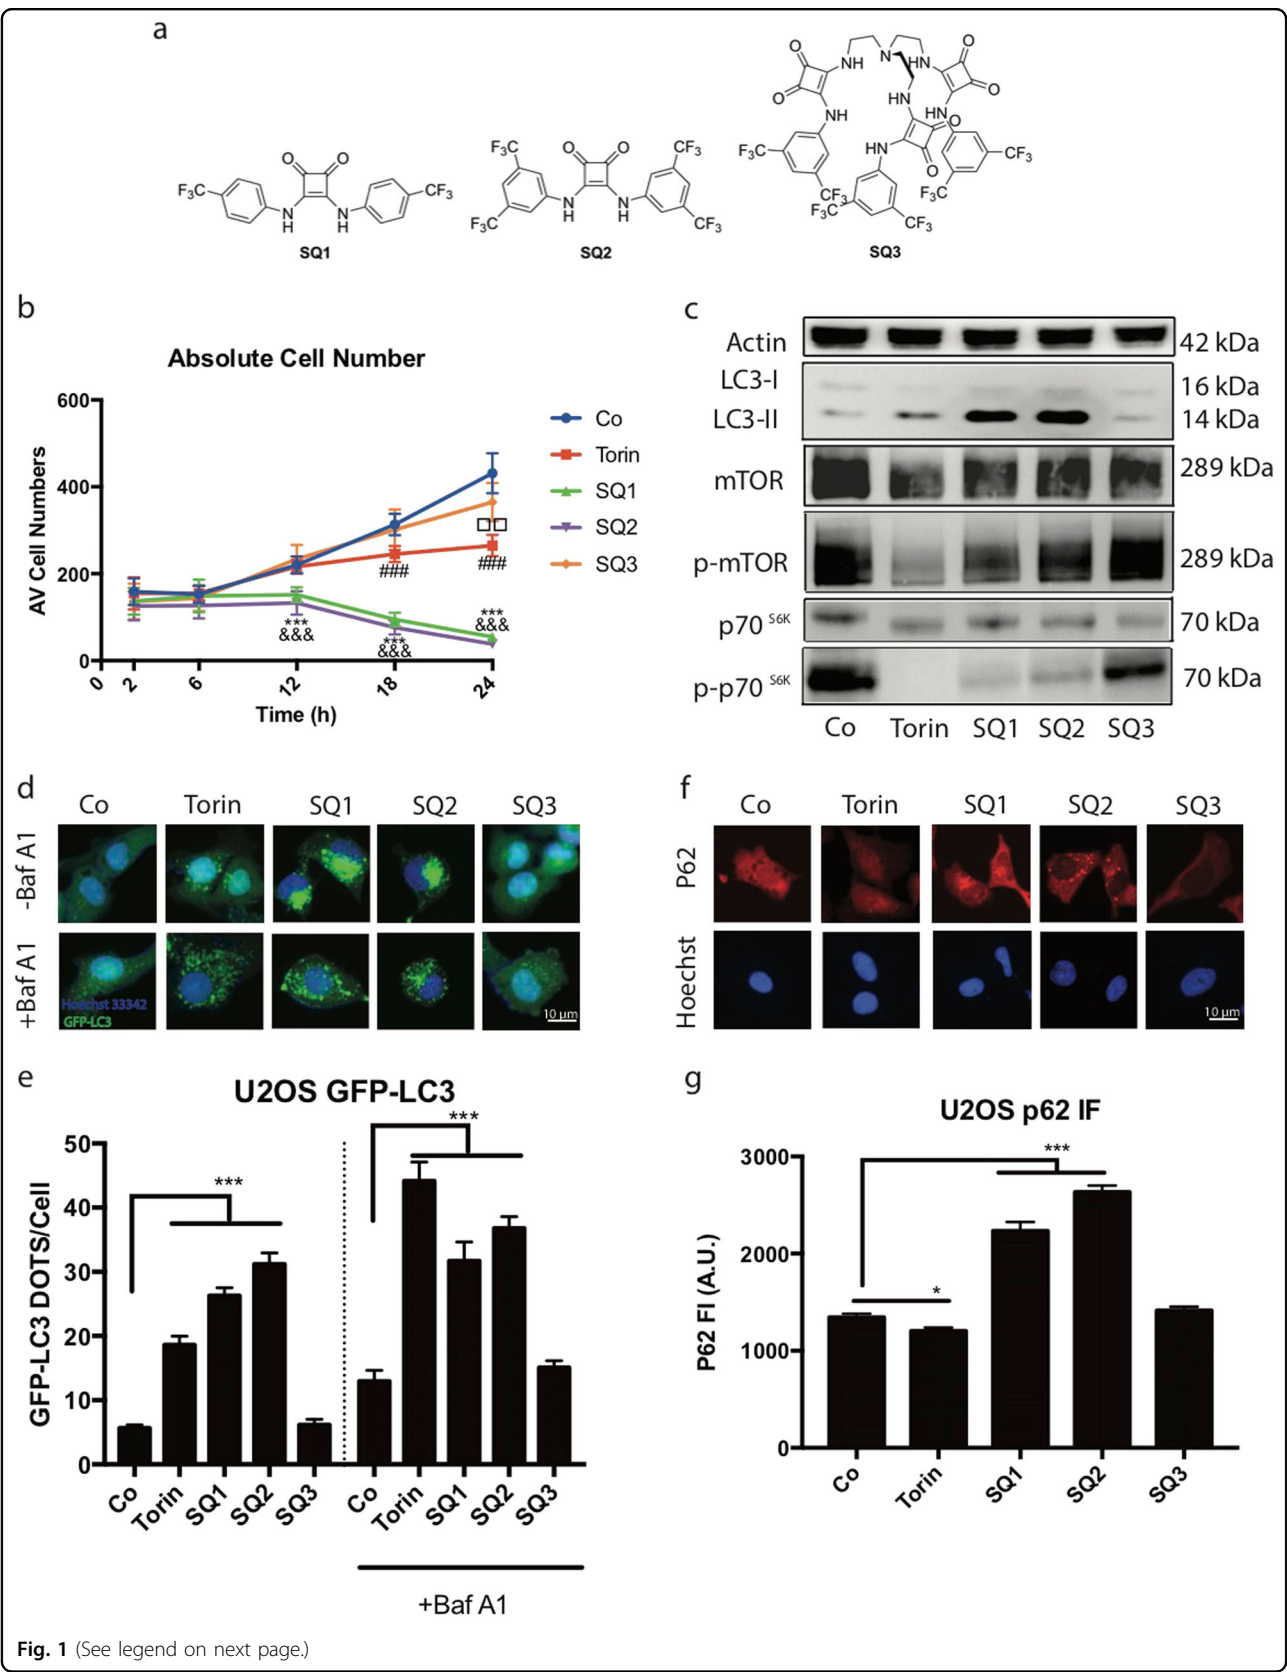 a
O O
F3C CF3
N H N H
SQ1
F3C O O CF3
F3C N H N H CF3
SQ2
O O NH N HN O O
NH HN HN O O
F3C HN CF3
CF3 F3C F3C CF3
SQ3
b
Absolute Cell Number
AV Cell Numbers
600
400
200
0
0 2 6 12 18 24
Time (h)
Co
Torin
SQ1
SQ2
SQ3
###
###
□□
***
&&&
***
&&&
***
&&&
c
Actin 42 kDa
LC3-I 16 kDa
LC3-II 14 kDa
mTOR 289 kDa
p-mTOR 289 kDa
p70 S6K 70 kDa
p-p70 S6K 70 kDa
Co Torin SQ1 SQ2 SQ3
d
Co Torin SQ1 SQ2 SQ3
-Baf A1
+Baf A1
Hoechst 33342
GFP-LC3
10 µm
f
Co Torin SQ1 SQ2 SQ3
P62
Hoechst
10 µm
e
U2OS GFP-LC3
GFP-LC3 DOTS/Cell
50
40
30
20
10
0
***
***
Co Torin SQ1 SQ2 SQ3 Co Torin SQ1 SQ2 SQ3
+Baf A1
g
U2OS p62 IF
P62 FI (A.U.)
3000
2000
1000
0
***
*
Co Torin SQ1 SQ2 SQ3
Fig. 1 (See legend on next page.)